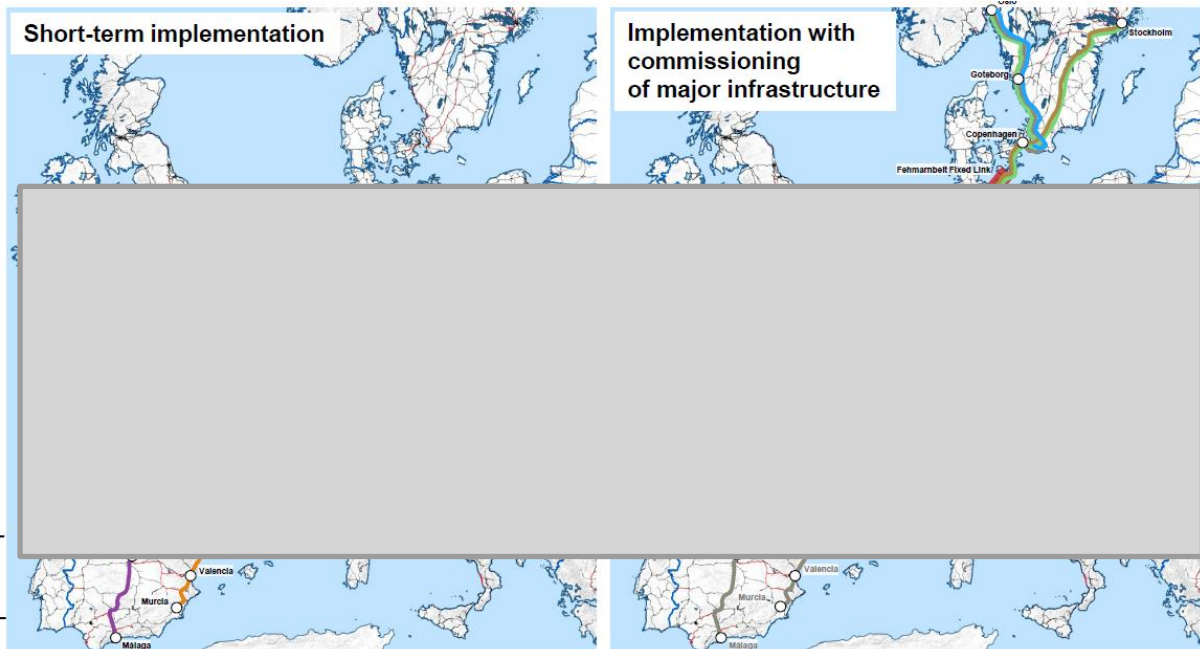 Short-term implementation
Implementation with
commissioning
of major infrastructure
Oslo
Stockholm
Goteborg
Copenhagen
Fehmarnbelt Fixed Link
Valencia
Murcia
Málaga
Valencia
Murcia
Málaga